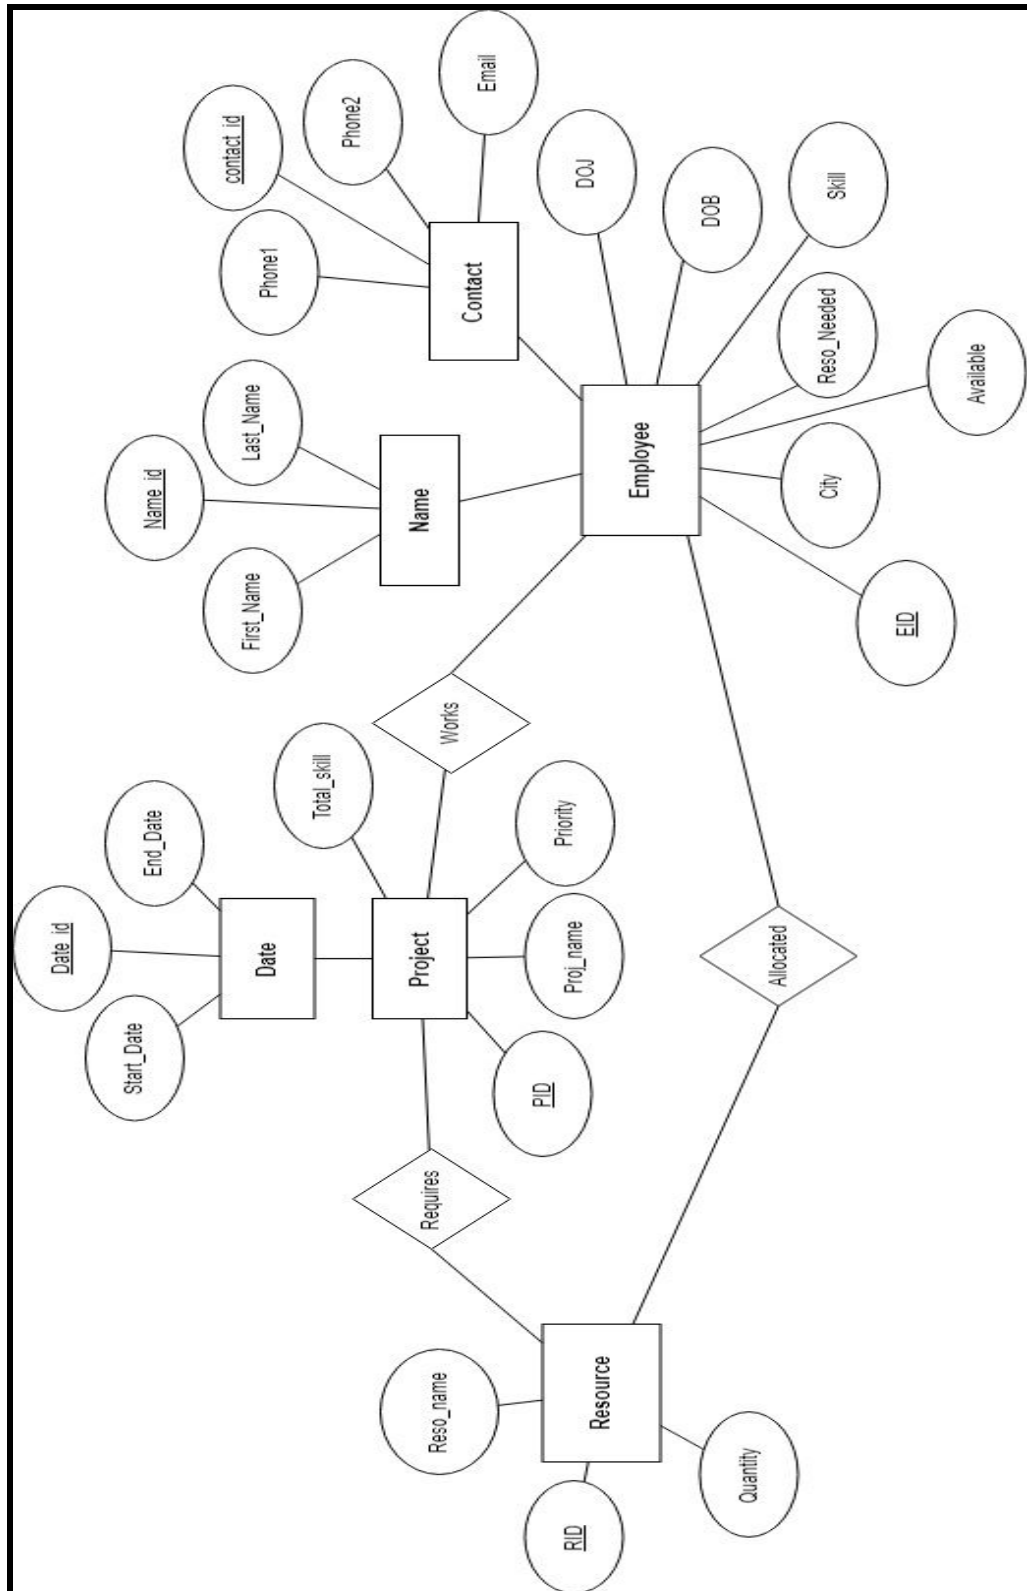 Date_id
Start_Date
End_Date
Name_id
contact_id
First_Name
Last_Name
Date
Phone1
Total_skill
Phone2
Project
Name
Requires
Reso_name
Works
Contact
Email
PID
Proj_name
Priority
RID
DOJ
Resource
Employee
DOB
Quantity
Allocated
City
Reso_Needed
Skill
EID
Available